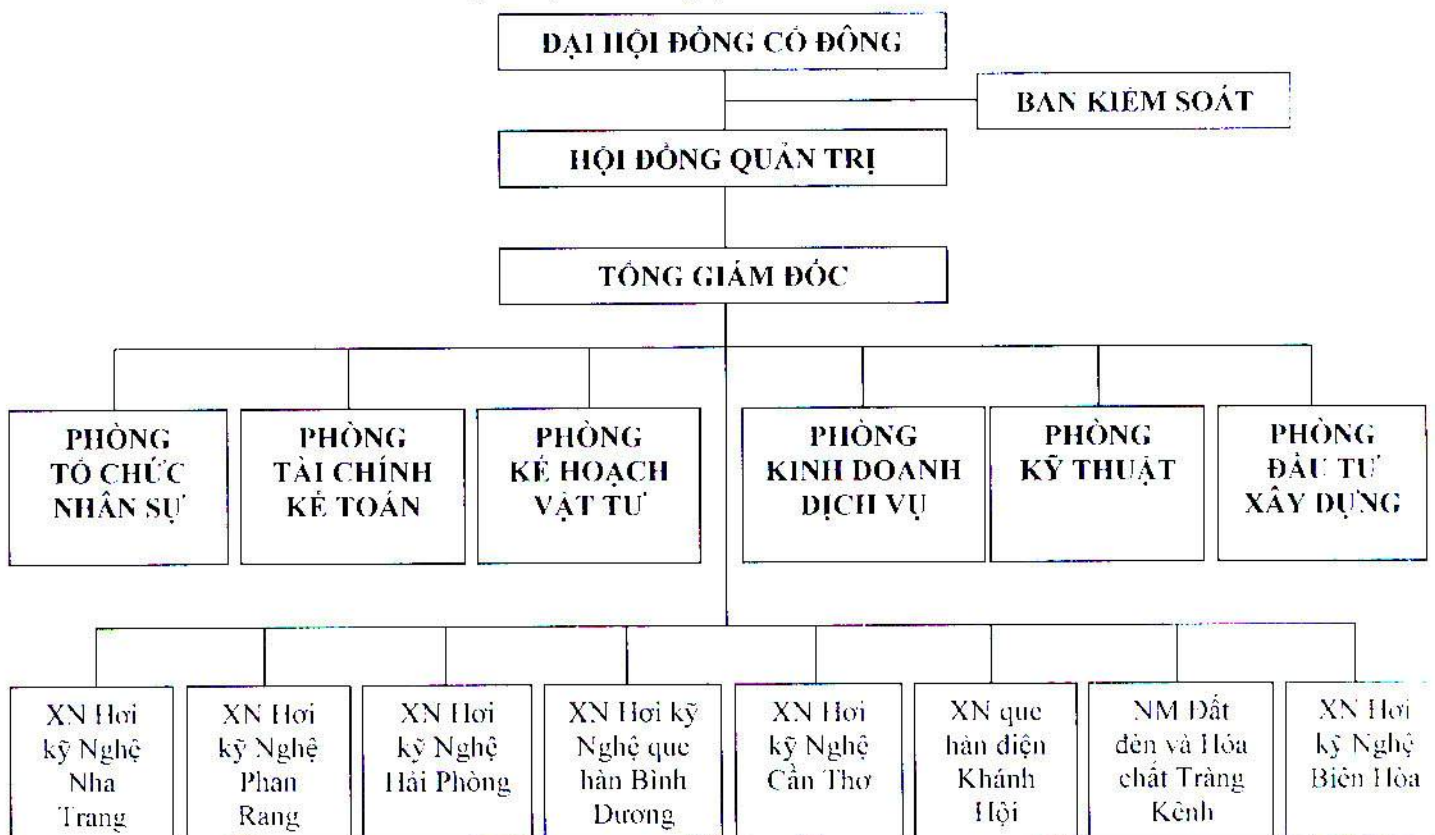 ĐẠI HỘI ĐỒNG CỔ ĐÔNG
BAN KIỂM SOÁT
HỘI ĐỒNG QUẢN TRỊ
TỔNG GIÁM ĐỐC
PHÒNG
TỔ CHỨC
NHÂN SỰ
PHÒNG
TÀI CHÍNH
KẾ TOÁN
PHÒNG
KẾ HOẠCH
VẬT TƯ
PHÒNG
KINH DOANH
DỊCH VỤ
PHÒNG
KỸ THUẬT
PHÒNG
ĐẦU TƯ
XÂY DỰNG
XN Hơi
kỹ Nghệ
Nha
Trang
XN Hơi
kỹ Nghệ
Phan
Rang
XN Hơi
kỹ Nghệ
Hải Phòng
XN Hơi kỹ
Nghệ que
hàn Bình
Dương
XN Hơi
kỹ Nghệ
Cần Thơ
XN que
hàn điện
Khánh
Hội
NM Đất
đèn và Hóa
chất Tràng
Kênh
XN Hơi
kỹ Nghệ
Biên Hòa